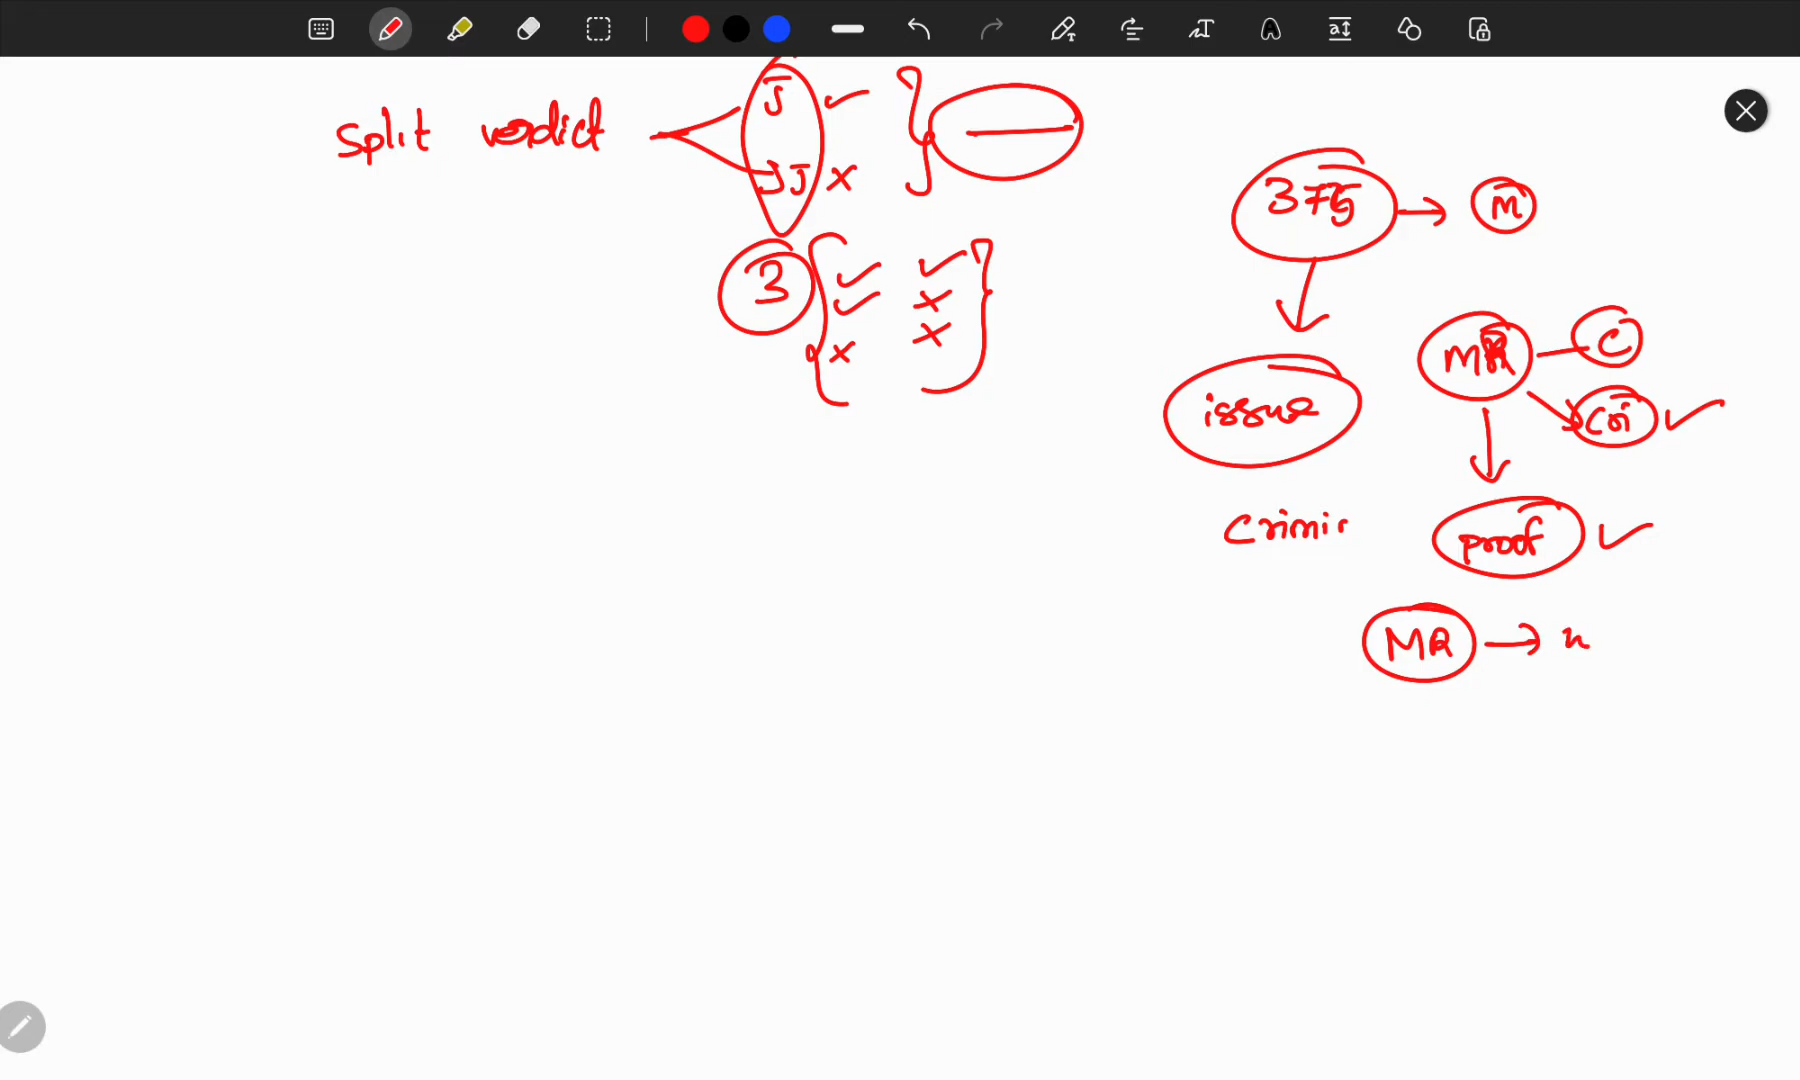 split verdict
J
JJ
3
375 → M
issue
MR
C
Cri
Crimi
proof
MR →